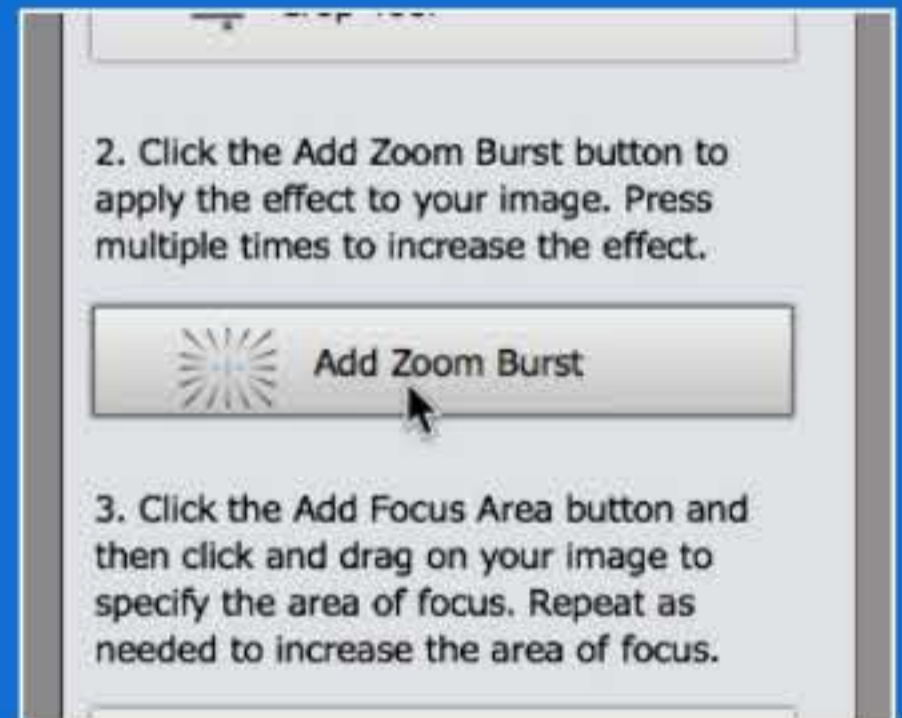 2. Click the Add Zoom Burst button to
apply the effect to your image. Press
multiple times to increase the effect.
Add Zoom Burst
3. Click the Add Focus Area button and
then click and drag on your image to
specify the area of focus. Repeat as
needed to increase the area of focus.